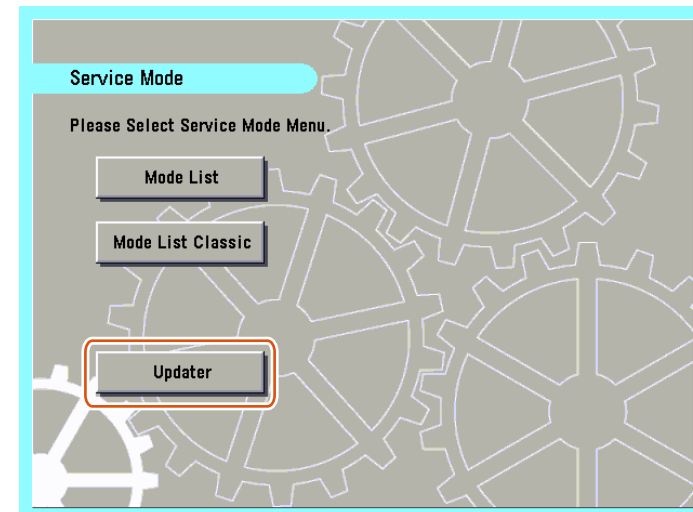 Service Mode
Please Select Service Mode Menu.
Mode List
Mode List Classic
Updater